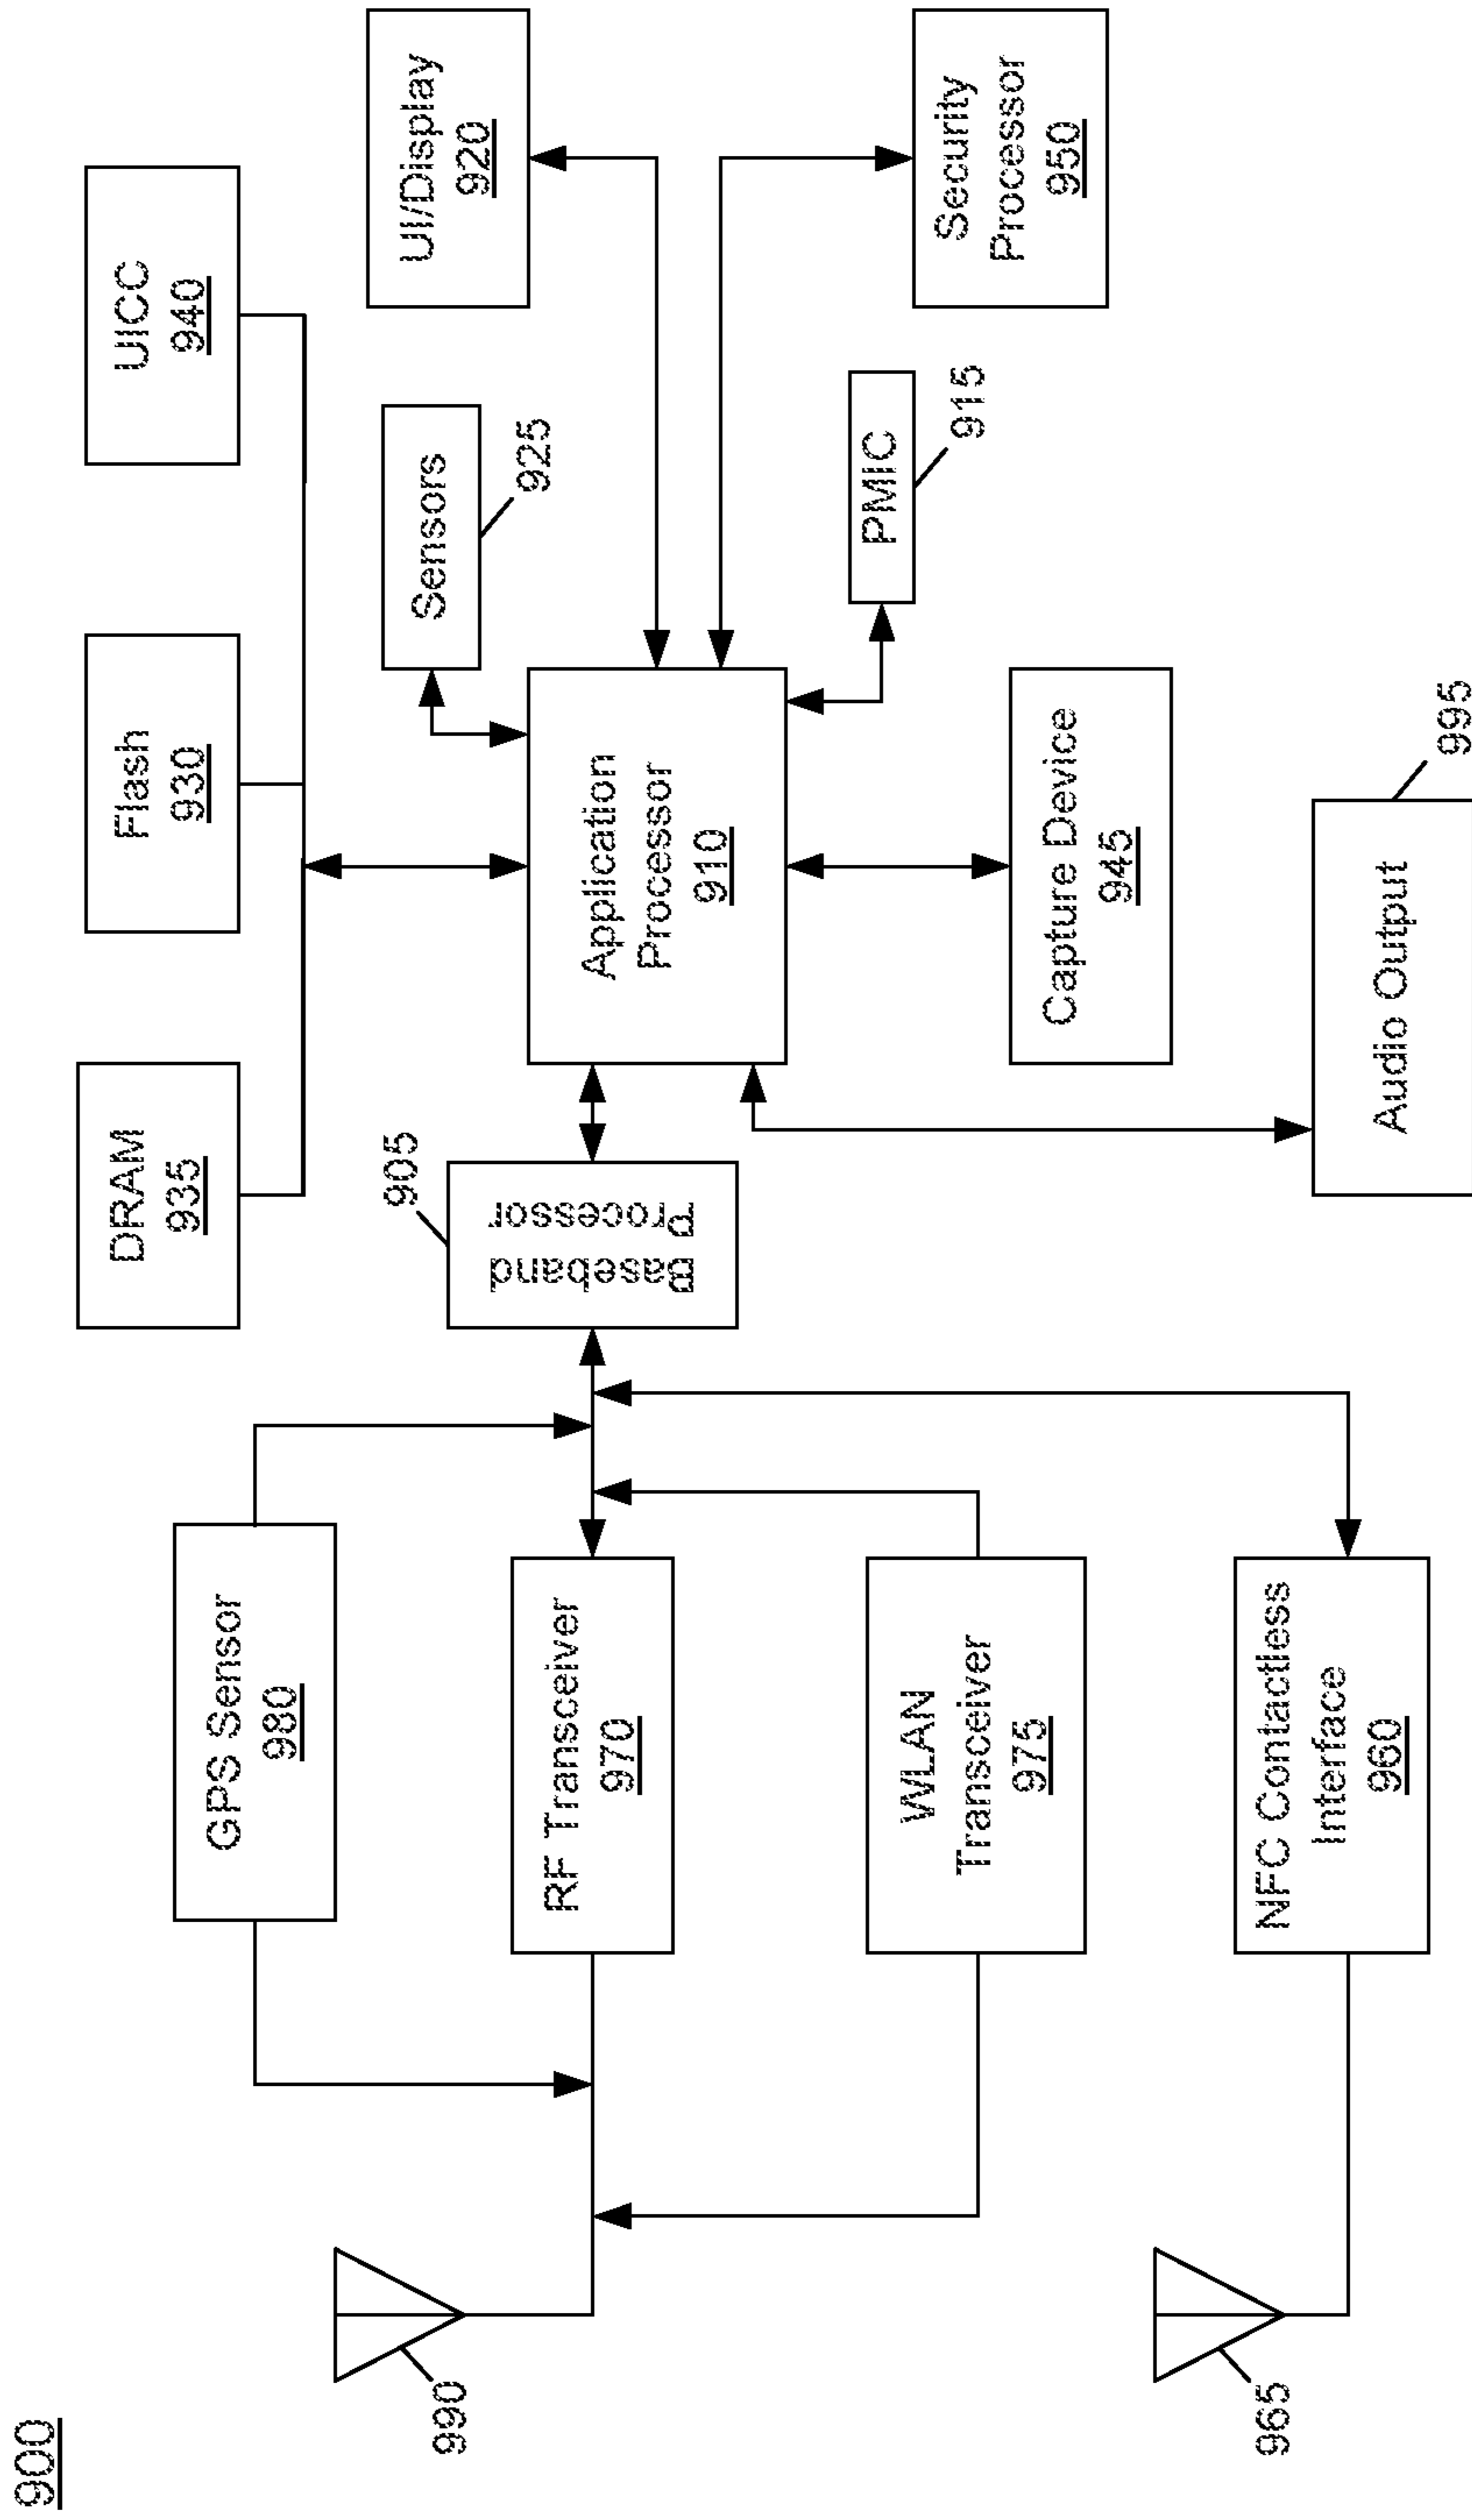 900
DRAM
935
Flash
930
UICC
940
GPS Sensor
980
905
Baseband
Processor
Sensors
925
UI/Display
920
990
RF Transceiver
970
Application
Processor
910
PMIC
915
WLAN
Transceiver
975
Capture Device
945
Security
Processor
950
965
NFC Contactless
Interface
960
Audio Output
995